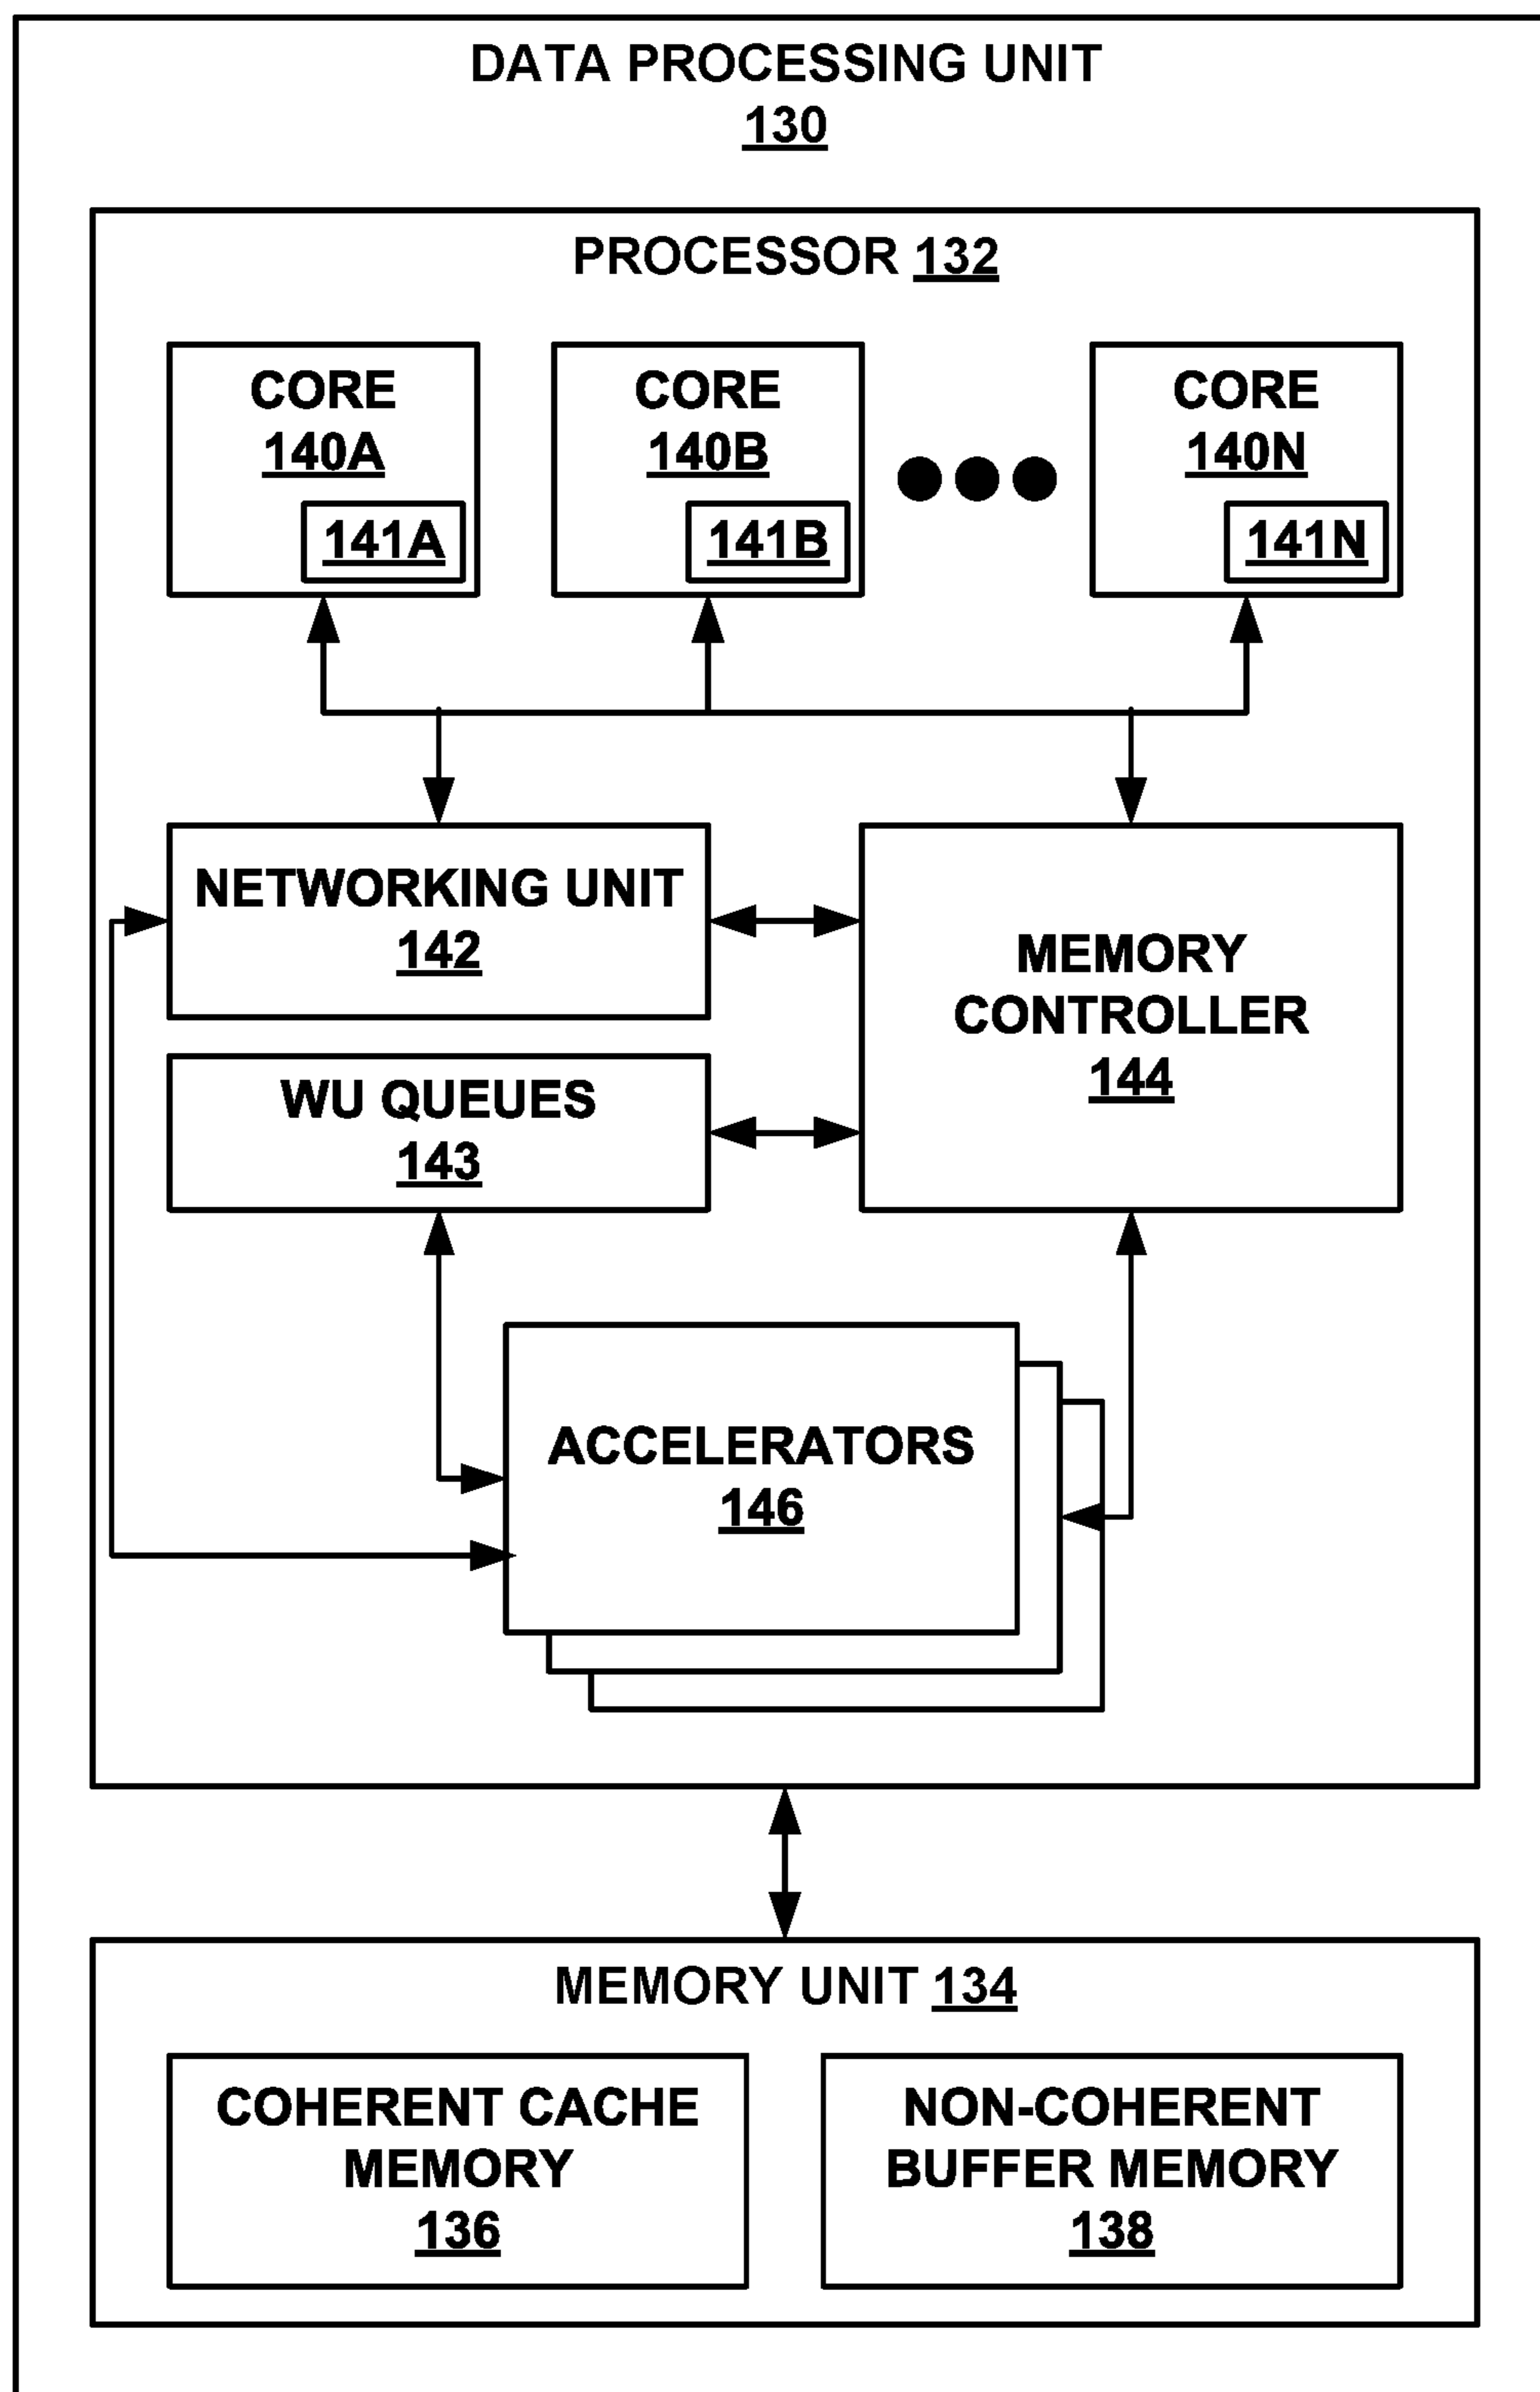 DATA PROCESSING UNIT
130
PROCESSOR 132
CORE
140A
141A
CORE
140B
141B
CORE
140N
141N
NETWORKING UNIT
142
MEMORY
CONTROLLER
144
WU QUEUES
143
ACCELERATORS
146
MEMORY UNIT 134
COHERENT CACHE
MEMORY
136
NON-COHERENT
BUFFER MEMORY
138